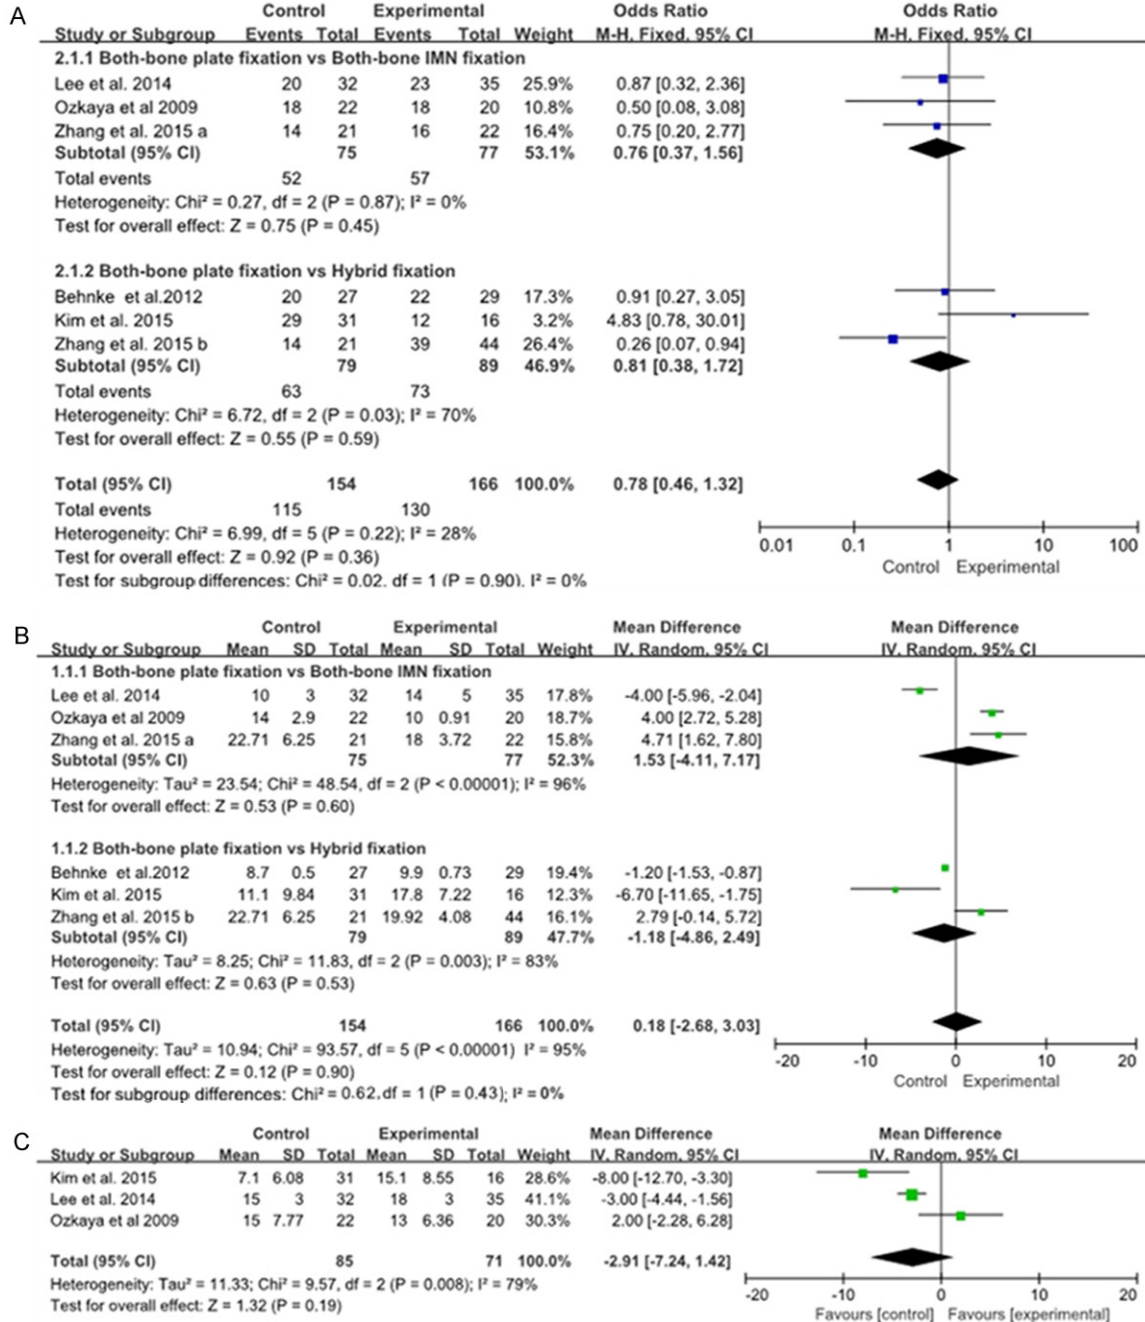 A
Control Experimental Odds Ratio Odds Ratio
Study or Subgroup Events Total Events Total Weight M-H, Fixed, 95% CI M-H, Fixed, 95% CI
2.1.1 Both-bone plate fixation vs Both-bone IMN fixation
Lee et al. 2014 20 32 23 35 25.9% 0.87 [0.32, 2.36]
Ozkaya et al 2009 18 22 18 20 10.8% 0.50 [0.08, 3.08]
Zhang et al. 2015 a 14 21 16 22 16.4% 0.75 [0.20, 2.77]
Subtotal (95% CI) 75 77 53.1% 0.76 [0.37, 1.56]
Total events 52 57
Heterogeneity: Chi² = 0.27, df = 2 (P = 0.87); I² = 0%
Test for overall effect: Z = 0.75 (P = 0.45)
2.1.2 Both-bone plate fixation vs Hybrid fixation
Behnke et al.2012 20 27 22 29 17.3% 0.91 [0.27, 3.05]
Kim et al. 2015 29 31 12 16 3.2% 4.83 [0.78, 30.01]
Zhang et al. 2015 b 14 21 39 44 26.4% 0.26 [0.07, 0.94]
Subtotal (95% CI) 79 89 46.9% 0.81 [0.38, 1.72]
Total events 63 73
Heterogeneity: Chi² = 6.72, df = 2 (P = 0.03); I² = 70%
Test for overall effect: Z = 0.55 (P = 0.59)
Total (95% CI) 154 166 100.0% 0.78 [0.46, 1.32]
Total events 115 130
Heterogeneity: Chi² = 6.99, df = 5 (P = 0.22); I² = 28%
Test for overall effect: Z = 0.92 (P = 0.36)
Test for subgroup differences: Chi² = 0.02. df = 1 (P = 0.90). I² = 0%
0.01 0.1 1 10 100
Control Experimental
B
Control Experimental Mean Difference Mean Difference
Study or Subgroup Mean SD Total Mean SD Total Weight IV, Random, 95% CI IV, Random, 95% CI
1.1.1 Both-bone plate fixation vs Both-bone IMN fixation
Lee et al. 2014 10 3 32 14 5 35 17.8% -4.00 [-5.96, -2.04]
Ozkaya et al 2009 14 2.9 22 10 0.91 20 18.7% 4.00 [2.72, 5.28]
Zhang et al. 2015 a 22.71 6.25 21 18 3.72 22 15.8% 4.71 [1.62, 7.80]
Subtotal (95% CI) 75 77 52.3% 1.53 [-4.11, 7.17]
Heterogeneity: Tau² = 23.54; Chi² = 48.54, df = 2 (P < 0.00001); I² = 96%
Test for overall effect: Z = 0.53 (P = 0.60)
1.1.2 Both-bone plate fixation vs Hybrid fixation
Behnke et al.2012 8.7 0.5 27 9.9 0.73 29 19.4% -1.20 [-1.53, -0.87]
Kim et al. 2015 11.1 9.84 31 17.8 7.22 16 12.3% -6.70 [-11.65, -1.75]
Zhang et al. 2015 b 22.71 6.25 21 19.92 4.08 44 16.1% 2.79 [-0.14, 5.72]
Subtotal (95% CI) 79 89 47.7% -1.18 [-4.86, 2.49]
Heterogeneity: Tau² = 8.25; Chi² = 11.83, df = 2 (P = 0.003); I² = 83%
Test for overall effect: Z = 0.63 (P = 0.53)
Total (95% CI) 154 166 100.0% 0.18 [-2.68, 3.03]
Heterogeneity: Tau² = 10.94; Chi² = 93.57, df = 5 (P < 0.00001) I² = 95%
Test for overall effect: Z = 0.12 (P = 0.90)
Test for subgroup differences: Chi² = 0.62, df = 1 (P = 0.43); I² = 0%
-20 -10 0 10 20
Control Experimental
C
Control Experimental Mean Difference Mean Difference
Study or Subgroup Mean SD Total Mean SD Total Weight IV, Random, 95% CI IV, Random, 95% CI
Kim et al. 2015 7.1 6.08 31 15.1 8.55 16 28.6% -8.00 [-12.70, -3.30]
Lee et al. 2014 15 3 32 18 3 35 41.1% -3.00 [-4.44, -1.56]
Ozkaya et al 2009 15 7.77 22 13 6.36 20 30.3% 2.00 [-2.28, 6.28]
Total (95% CI) 85 71 100.0% -2.91 [-7.24, 1.42]
Heterogeneity: Tau² = 11.33; Chi² = 9.57, df = 2 (P = 0.008); I² = 79%
Test for overall effect: Z = 1.32 (P = 0.19)
-20 -10 0 10 20
Favours [control] Favours [experimental]